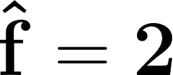 f̂ = 2